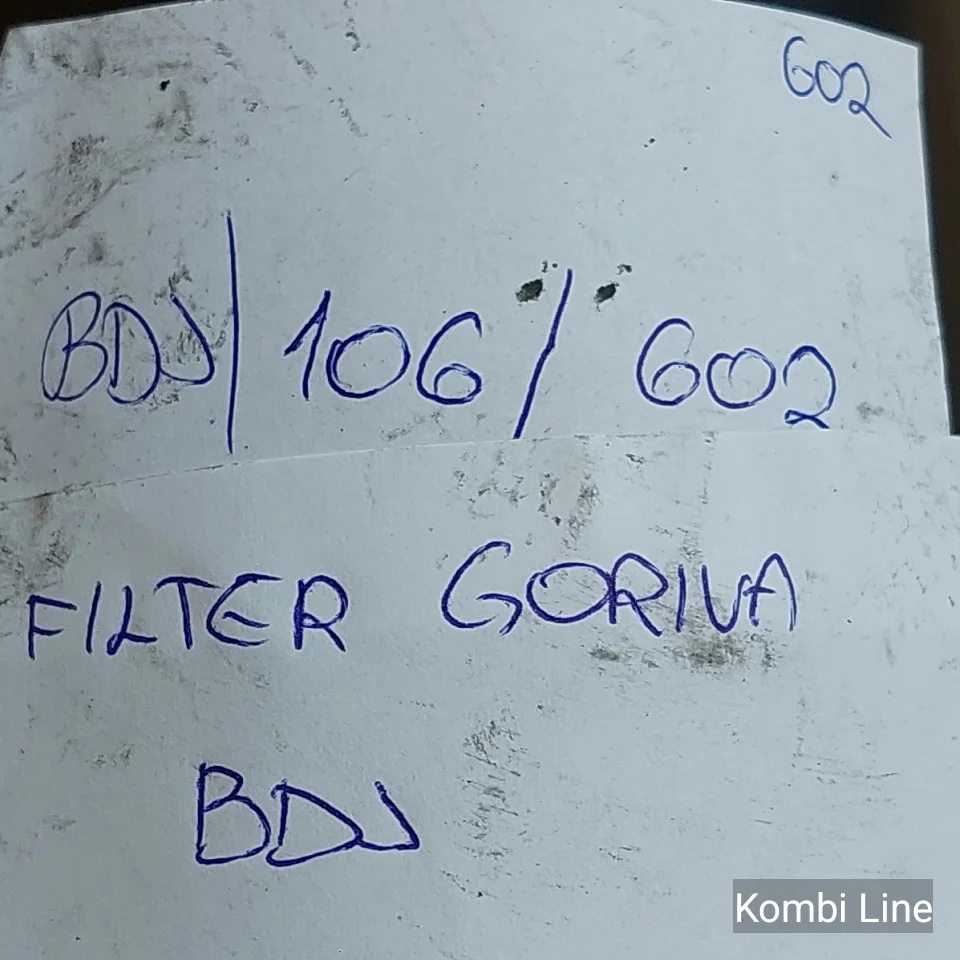 602
BDJ/106/602
FILTER GORIVA
BDJ
Kombi Line